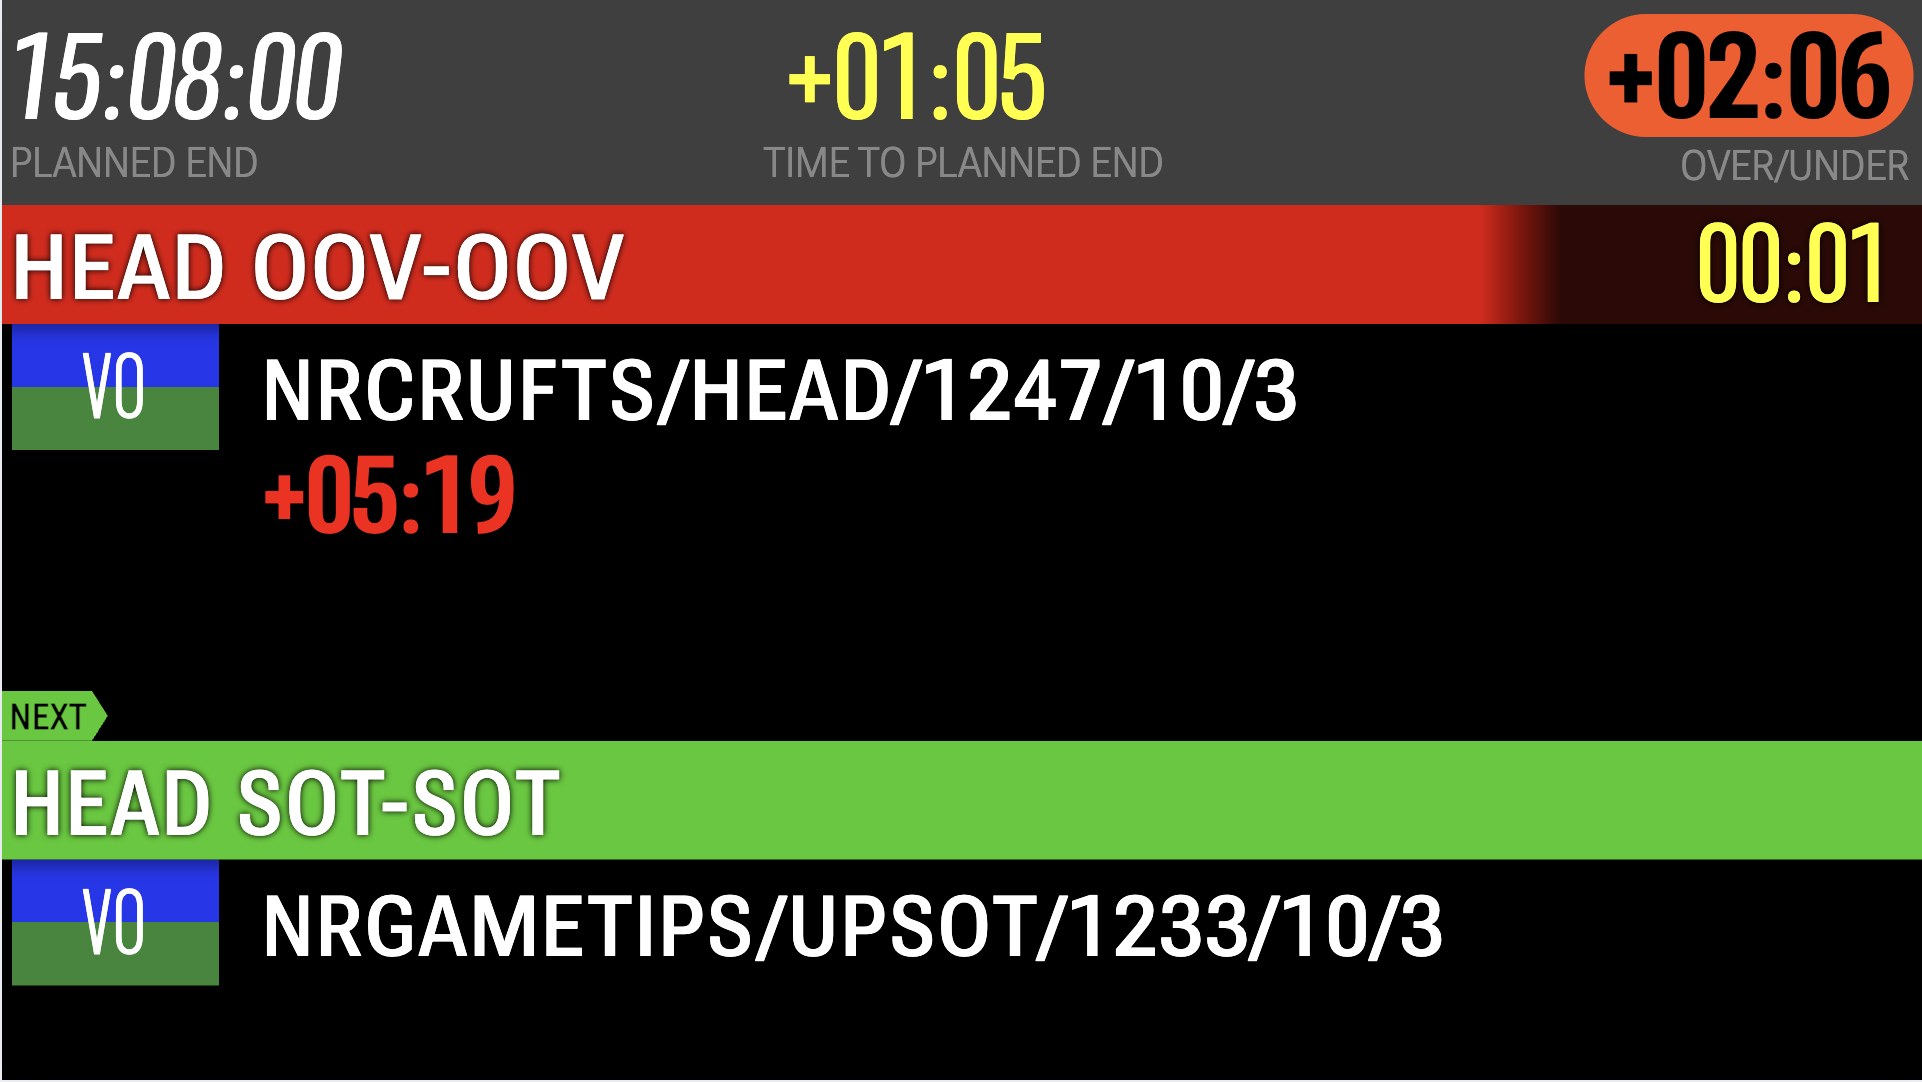 15:08:00
PLANNED END
+01:05
TIME TO PLANNED END
+02:06
OVER/UNDER
HEAD OOV-OOV
00:01
VO
NRCRUFTS/HEAD/1247/10/3
+05:19
NEXT
HEAD SOT-SOT
VO
NRGAMETIPS/UPSOT/1233/10/3